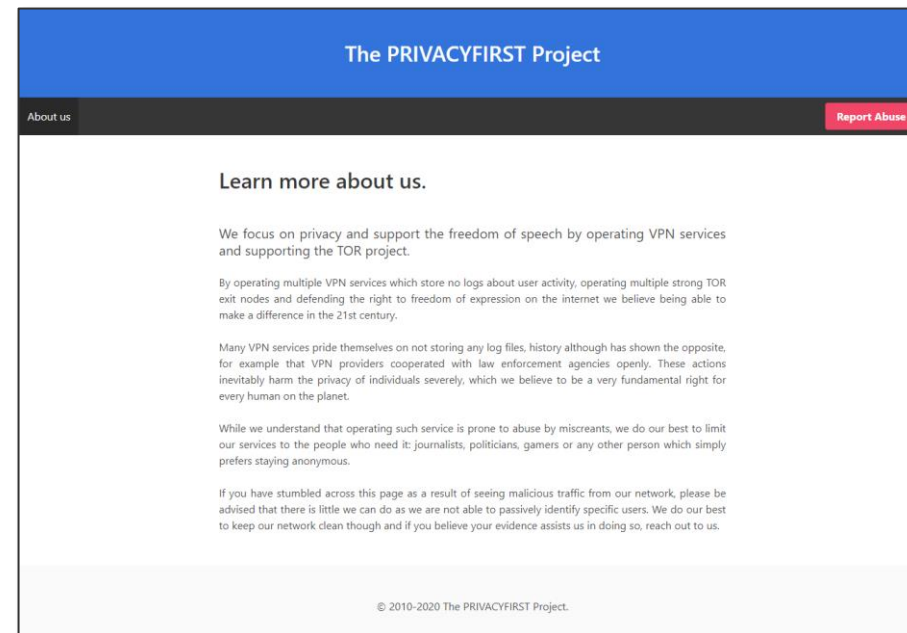 The PRIVACYFIRST Project
About us
Report Abuse
Learn more about us.
We focus on privacy and support the freedom of speech by operating VPN services
and supporting the TOR project.
By operating multiple VPN services which store no logs about user activity, operating multiple strong TOR
exit nodes and defending the right to freedom of expression on the internet we believe being able to
make a difference in the 21st century.
Many VPN services pride themselves on not storing any log files, history although has shown the opposite,
for example that VPN providers cooperated with law enforcement agencies openly. These actions
inevitably harm the privacy of individuals severely, which we believe to be a very fundamental right for
every human on the planet.
While we understand that operating such service is prone to abuse by miscreants, we do our best to limit
our services to the people who need it: journalists, politicians, gamers or any other person which simply
prefers staying anonymous.
If you have stumbled across this page as a result of seeing malicious traffic from our network, please be
advised that there is little we can do as we are not able to passively identify specific users. We do our best
to keep our network clean though and if you believe your evidence assists us in doing so, reach out to us.
© 2010-2020 The PRIVACYFIRST Project.